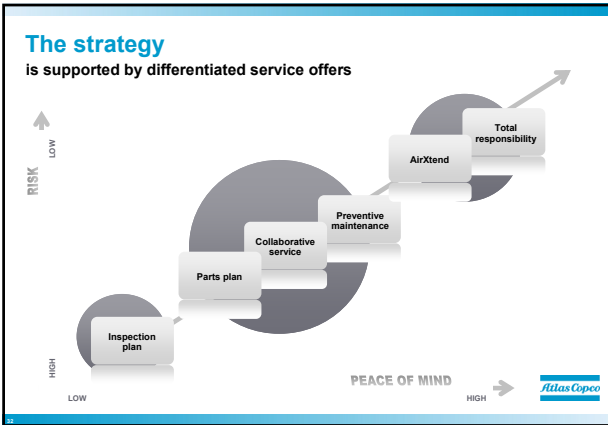 The strategy
is supported by differentiated service offers
LOW
RISK
HIGH
Total
responsibility
AirXtend
Preventive
maintenance
Collaborative
service
Parts plan
Inspection
plan
PEACE OF MIND
LOW
HIGH
Atlas Copco
32